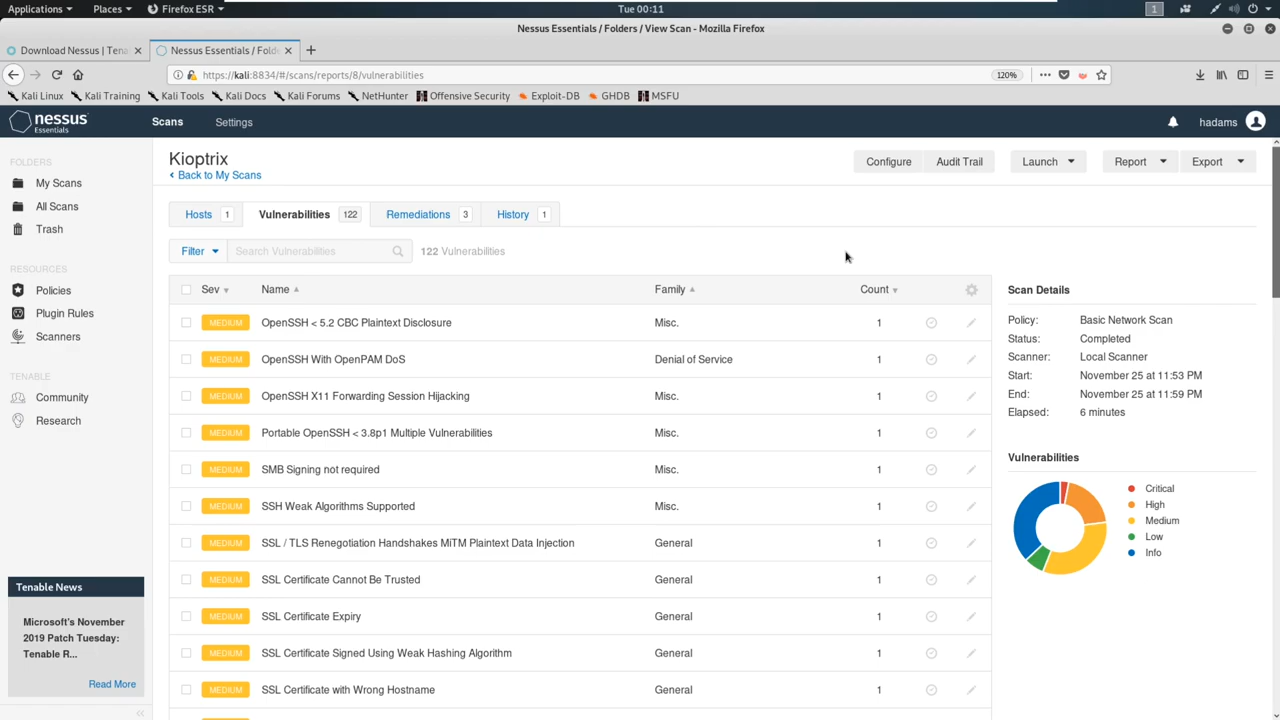 Applications Places Firefox ESR Tue 00:11 1
Nessus Essentials / Folders / View Scan - Mozilla Firefox
Download Nessus | Tena Nessus Essentials / Fold
https://kali:8834/#/scans/reports/8/vulnerabilities 120%
Kali Linux Kali Training Kali Tools Kali Docs Kali Forums NetHunter Offensive Security Exploit-DB GHDB MSFU
nessus Essentials Scans Settings hadams
FOLDERS
My Scans
All Scans
Trash
RESOURCES
Policies
Plugin Rules
Scanners
TENABLE
Community
Research
Tenable News
Microsoft's November
2019 Patch Tuesday:
Tenable R...
Read More
Kioptrix
Back to My Scans
Configure Audit Trail Launch Report Export
Hosts 1 Vulnerabilities 122 Remediations 3 History 1
Filter Search Vulnerabilities 122 Vulnerabilities
Sev Name Family Count
MEDIUM OpenSSH < 5.2 CBC Plaintext Disclosure Misc. 1
MEDIUM OpenSSH With OpenPAM DoS Denial of Service 1
MEDIUM OpenSSH X11 Forwarding Session Hijacking Misc. 1
MEDIUM Portable OpenSSH < 3.8p1 Multiple Vulnerabilities Misc. 1
MEDIUM SMB Signing not required Misc. 1
MEDIUM SSH Weak Algorithms Supported Misc. 1
MEDIUM SSL / TLS Renegotiation Handshakes MiTM Plaintext Data Injection General 1
MEDIUM SSL Certificate Cannot Be Trusted General 1
MEDIUM SSL Certificate Expiry General 1
MEDIUM SSL Certificate Signed Using Weak Hashing Algorithm General 1
MEDIUM SSL Certificate with Wrong Hostname General 1
Scan Details
Policy: Basic Network Scan
Status: Completed
Scanner: Local Scanner
Start: November 25 at 11:53 PM
End: November 25 at 11:59 PM
Elapsed: 6 minutes
Vulnerabilities
Critical
High
Medium
Low
Info